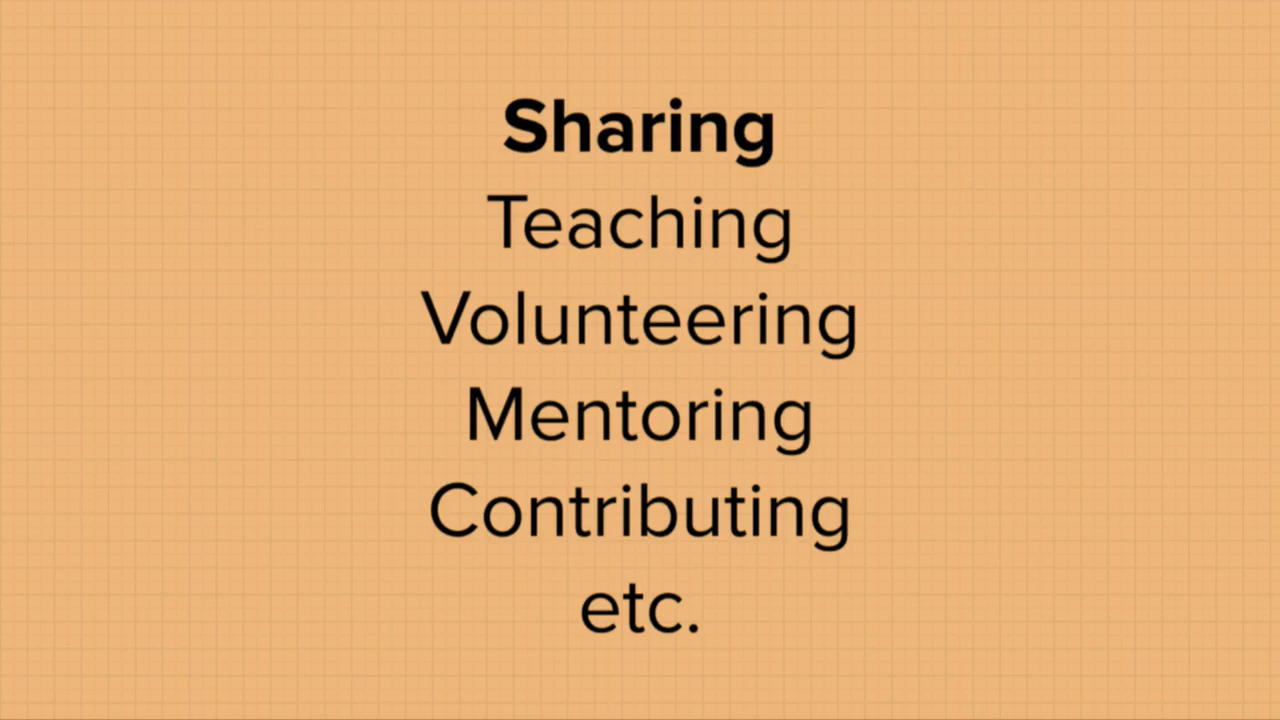 Sharing
Teaching
Volunteering
Mentoring
Contributing
etc.